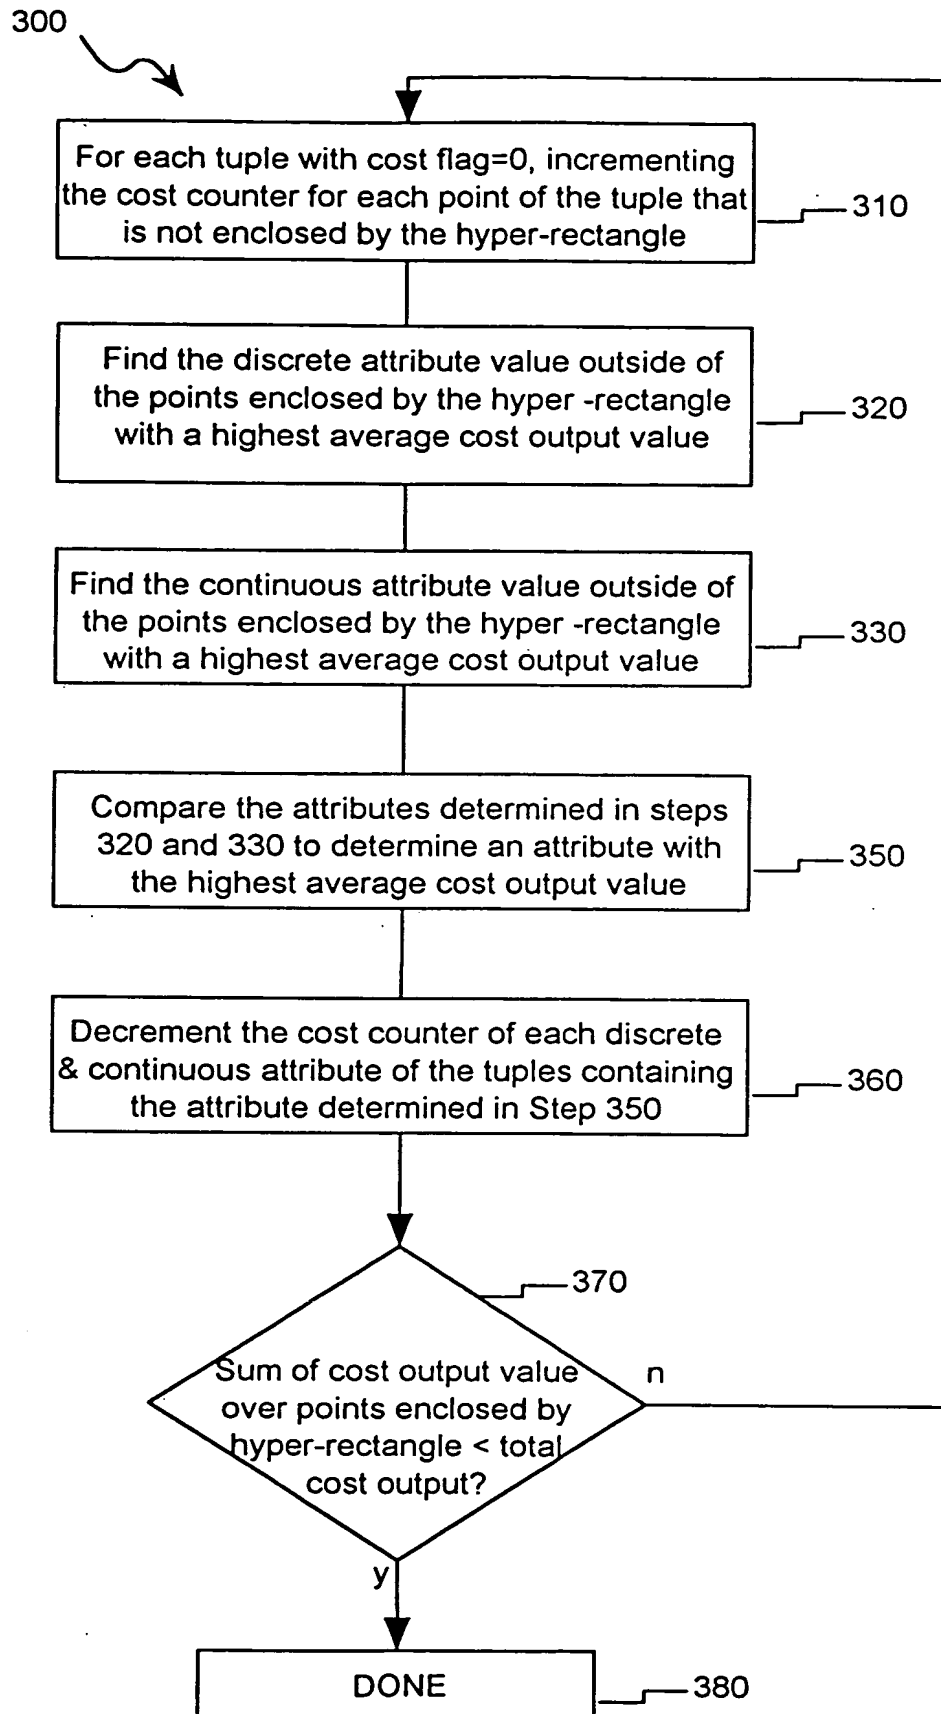 300
For each tuple with cost flag=0, incrementing
the cost counter for each point of the tuple that
is not enclosed by the hyper-rectangle
310
Find the discrete attribute value outside of
the points enclosed by the hyper -rectangle
with a highest average cost output value
320
Find the continuous attribute value outside of
the points enclosed by the hyper -rectangle
with a highest average cost output value
330
Compare the attributes determined in steps
320 and 330 to determine an attribute with
the highest average cost output value
350
Decrement the cost counter of each discrete
& continuous attribute of the tuples containing
the attribute determined in Step 350
360
370
Sum of cost output value
over points enclosed by
hyper-rectangle < total
cost output?
n
y
DONE
380